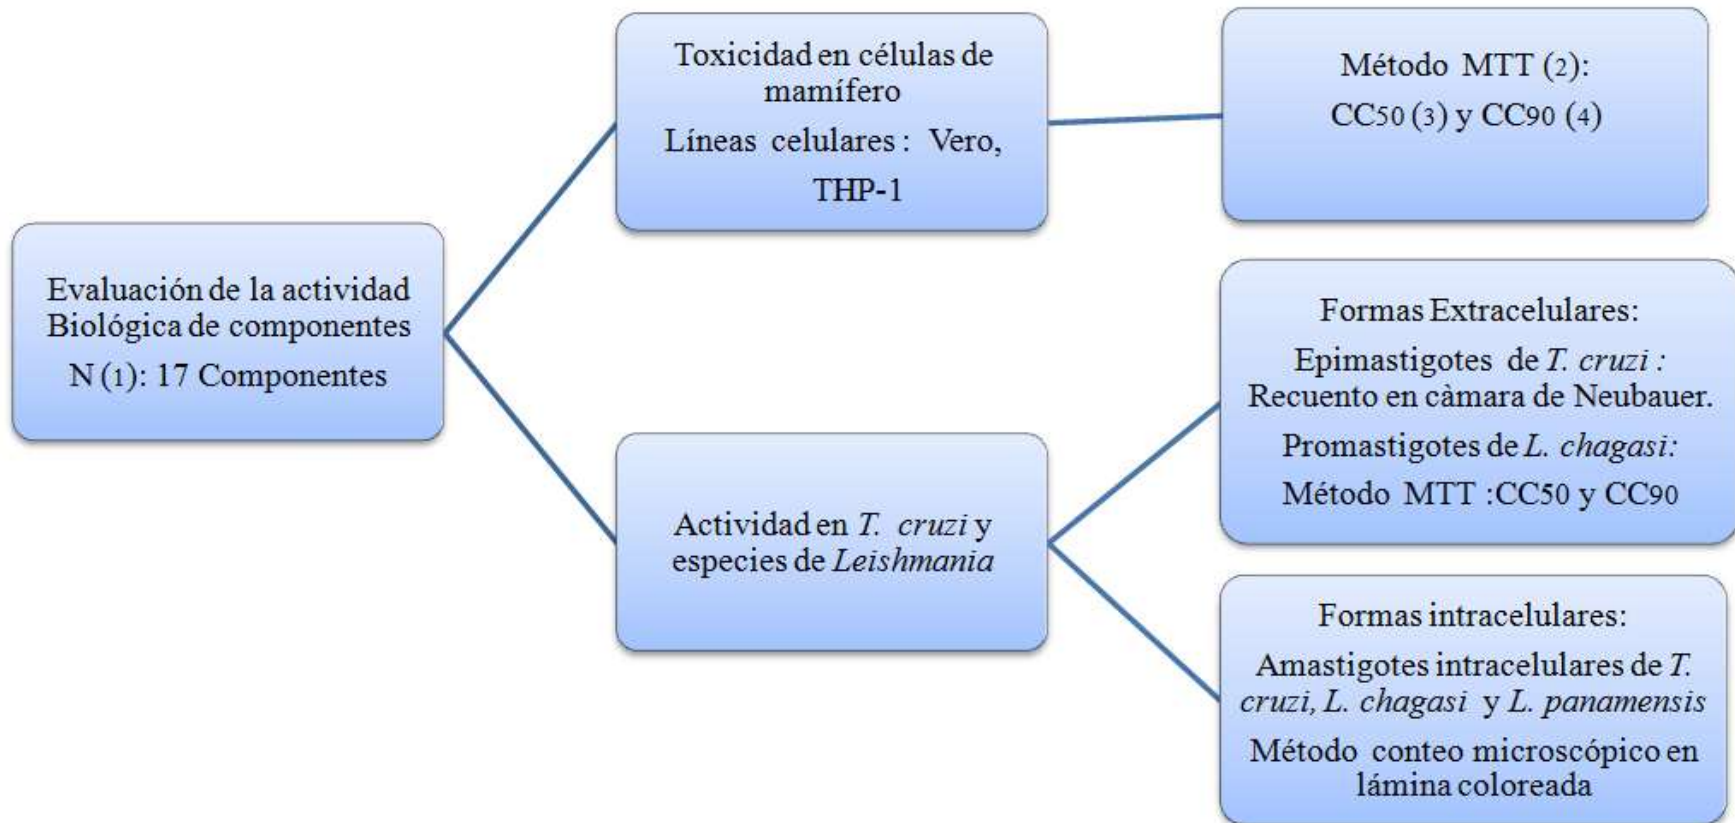 Evaluación de la actividad
Biológica de componentes
N (1): 17 Componentes
Toxicidad en células de
mamífero
Líneas celulares : Vero,
THP-1
Método MTT (2):
CC50 (3) y CC90 (4)
Actividad en T. cruzi y
especies de Leishmania
Formas Extracelulares:
Epimastigotes de T. cruzi :
Recuento en càmara de Neubauer.
Promastigotes de L. chagasi:
Método MTT :CC50 y CC90
Formas intracelulares:
Amastigotes intracelulares de T.
cruzi, L. chagasi y L. panamensis
Método conteo microscópico en
lámina coloreada